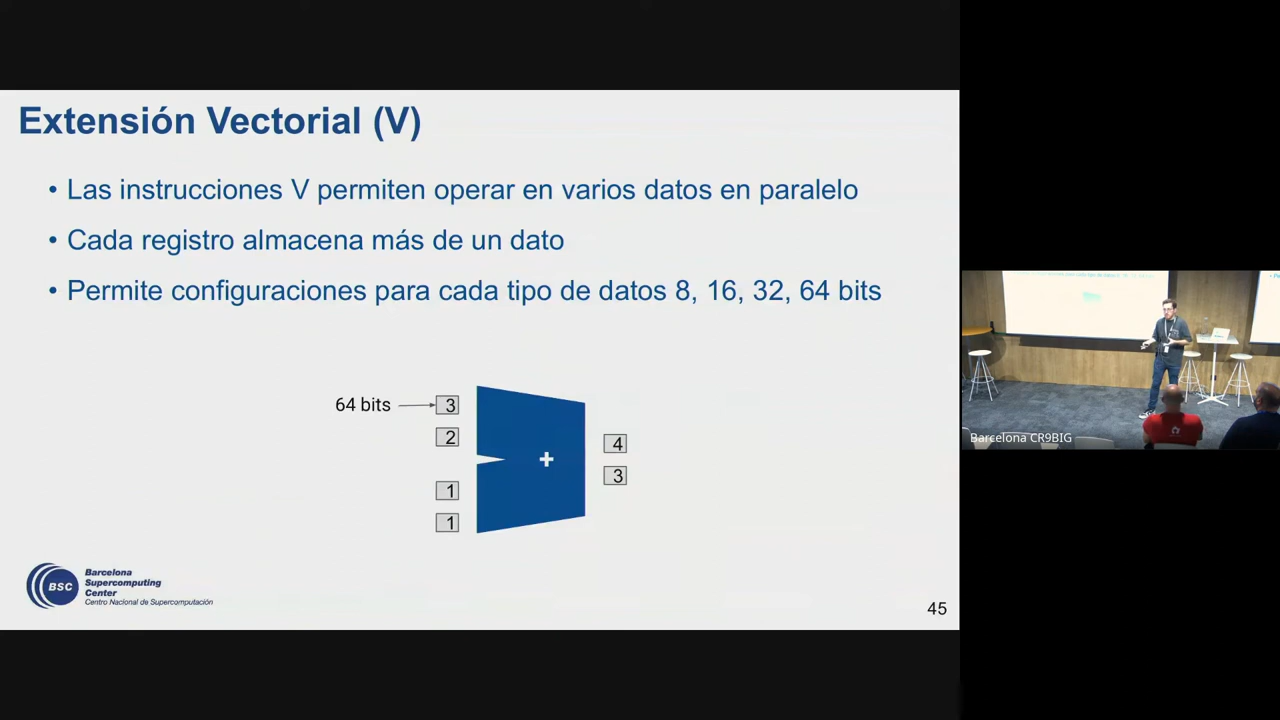 Extensión Vectorial (V)
• Las instrucciones V permiten operar en varios datos en paralelo
• Cada registro almacena más de un dato
• Permite configuraciones para cada tipo de datos 8, 16, 32, 64 bits
64 bits
3
2
1
1
+
4
3
BSC
Barcelona
Supercomputing
Center
Centro Nacional de Supercomputación
45
Barcelona CR9BIG